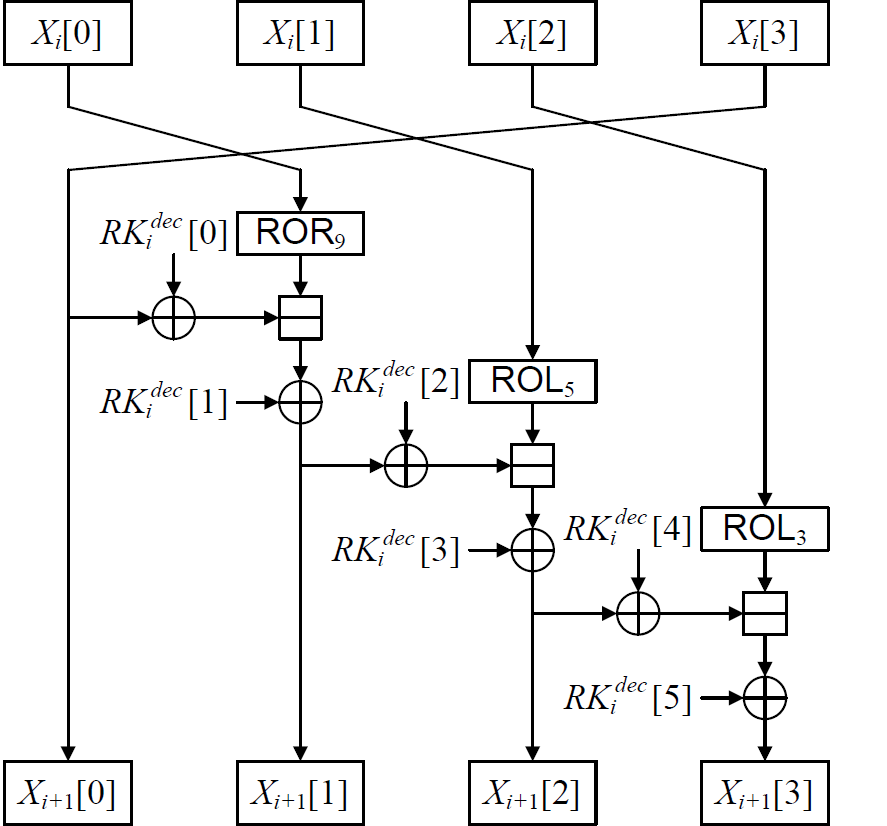 Xᵢ[0] Xᵢ[1] Xᵢ[2] Xᵢ[3]
RKᵢᵈᵉᶜ[0] ROR₉
RKᵢᵈᵉᶜ[2] ROL₅
RKᵢᵈᵉᶜ[1]
RKᵢᵈᵉᶜ[4] ROL₃
RKᵢᵈᵉᶜ[3]
RKᵢᵈᵉᶜ[5]
Xᵢ₊₁[0] Xᵢ₊₁[1] Xᵢ₊₁[2] Xᵢ₊₁[3]